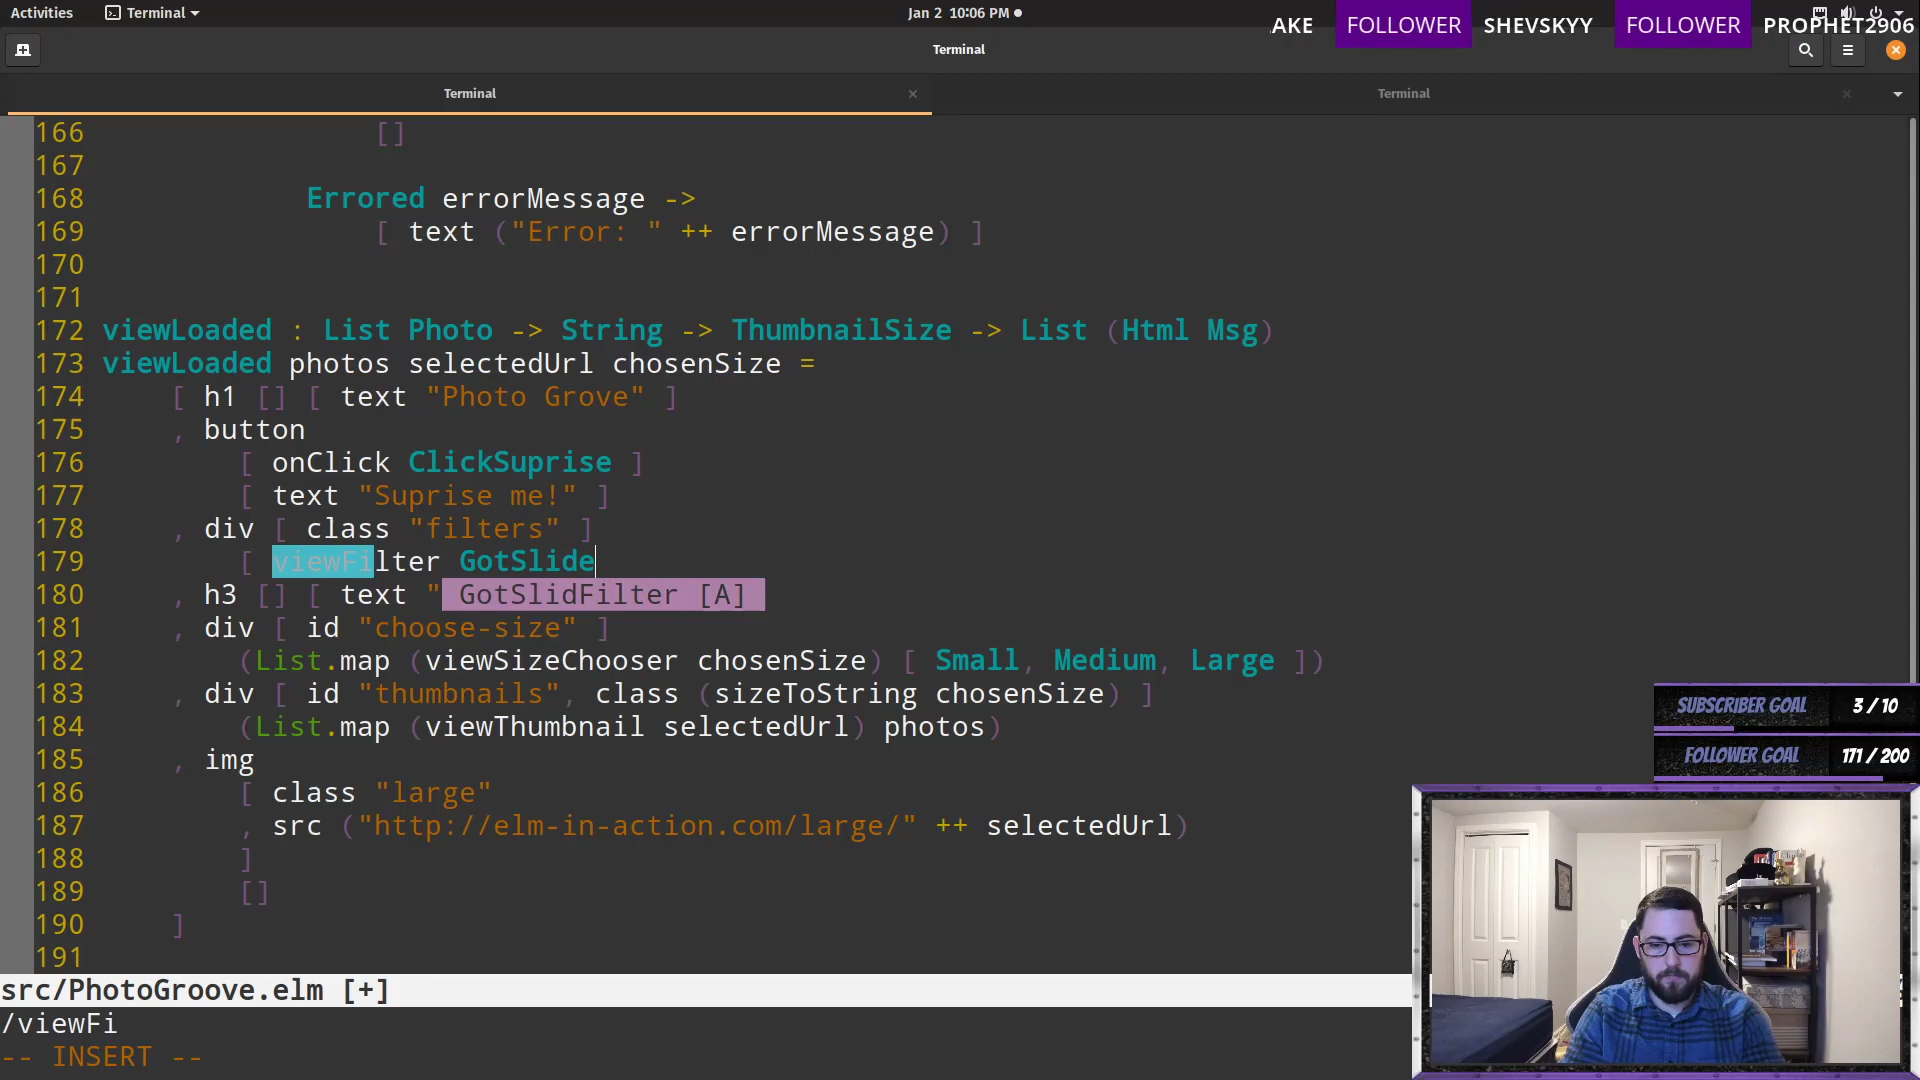 Activities Terminal Jan 2 10:06 PM
AKE FOLLOWER SHEVSKYY FOLLOWER PROPHET2906
Terminal
Terminal × Terminal ×
166 []
167
168 Errored errorMessage ->
169 [ text ("Error: " ++ errorMessage) ]
170
171
172 viewLoaded : List Photo -> String -> ThumbnailSize -> List (Html Msg)
173 viewLoaded photos selectedUrl chosenSize =
174 [ h1 [] [ text "Photo Grove" ]
175 , button
176 [ onClick ClickSuprise ]
177 [ text "Suprise me!" ]
178 , div [ class "filters" ]
179 [ viewFilter GotSlide
180 , h3 [] [ text " GotSlidFilter [A]
181 , div [ id "choose-size" ]
182 (List.map (viewSizeChooser chosenSize) [ Small, Medium, Large ])
183 , div [ id "thumbnails", class (sizeToString chosenSize) ]
184 (List.map (viewThumbnail selectedUrl) photos)
185 , img
186 [ class "large"
187 , src ("http://elm-in-action.com/large/" ++ selectedUrl)
188 ]
189 []
190 ]
191
SUBSCRIBER GOAL 3 / 10
FOLLOWER GOAL 171 / 200
src/PhotoGroove.elm [+]
/viewFi
-- INSERT --